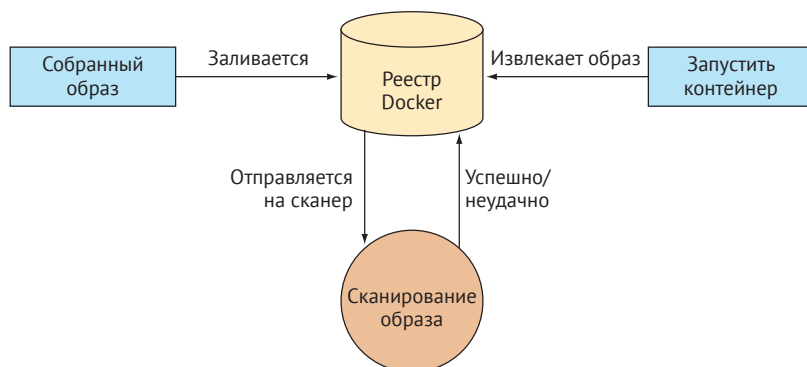 Собранный
образ
Заливается
Реестр
Docker
Извлекает образ
Запустить
контейнер
Отправляется
на сканер
Успешно/
неудачно
Сканирование
образа